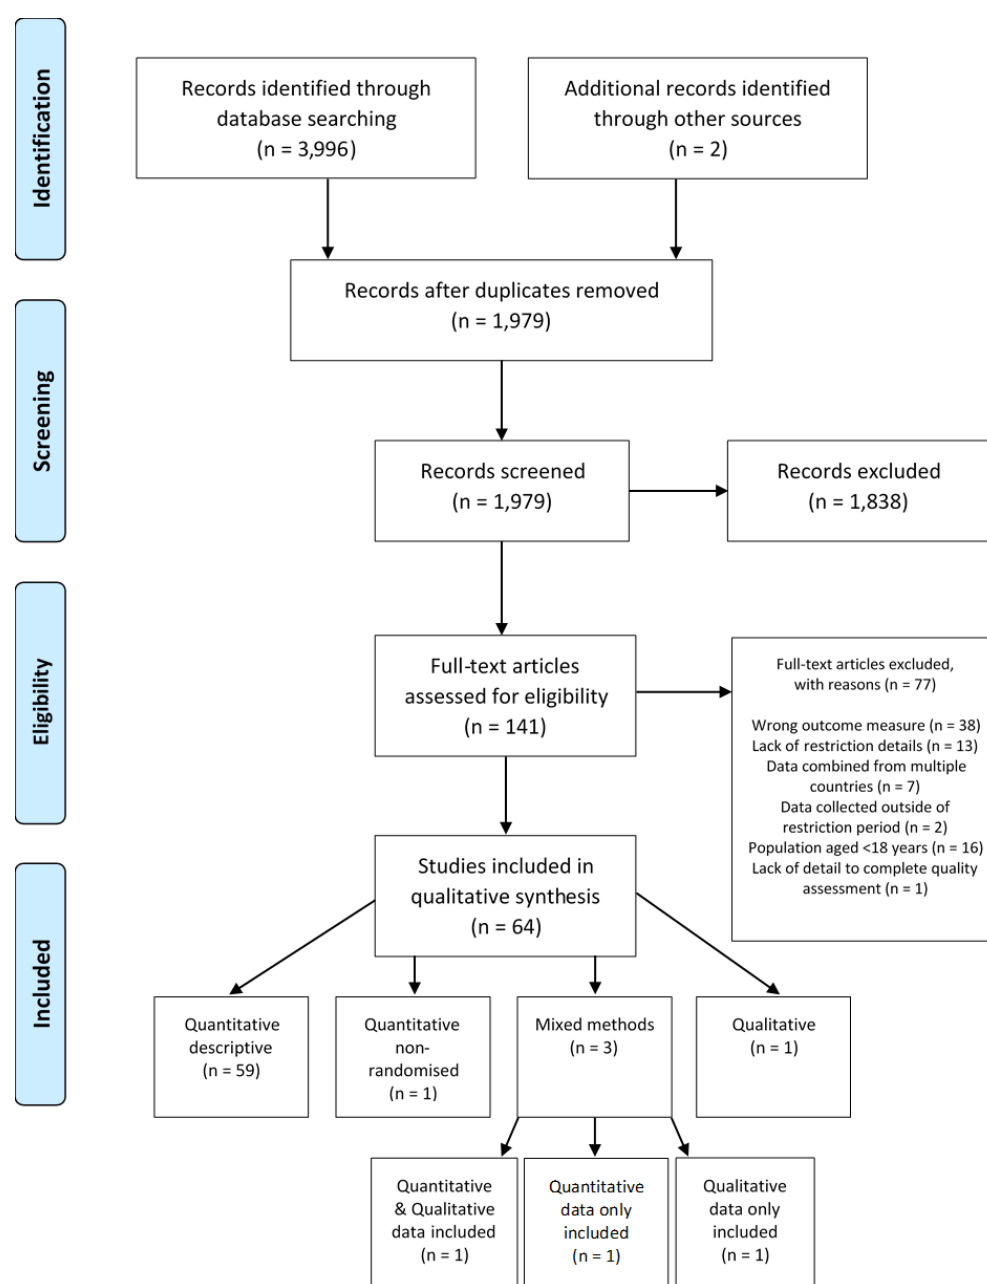 Identification
Records identified through
database searching
(n = 3,996)
Additional records identified
through other sources
(n = 2)
Records after duplicates removed
(n = 1,979)
Screening
Records screened
(n = 1,979)
Records excluded
(n = 1,838)
Eligibility
Full-text articles
assessed for eligibility
(n = 141)
Full-text articles excluded,
with reasons (n = 77)
Wrong outcome measure (n = 38)
Lack of restriction details (n = 13)
Data combined from multiple
countries (n = 7)
Data collected outside of
restriction period (n = 2)
Population aged <18 years (n = 16)
Lack of detail to complete quality
assessment (n = 1)
Included
Studies included in
qualitative synthesis
(n = 64)
Quantitative
descriptive
(n = 59)
Quantitative
non-
randomised
(n = 1)
Mixed methods
(n = 3)
Qualitative
(n = 1)
Quantitative
& Qualitative
data included
(n = 1)
Quantitative
data only
included
(n = 1)
Qualitative
data only
included
(n = 1)